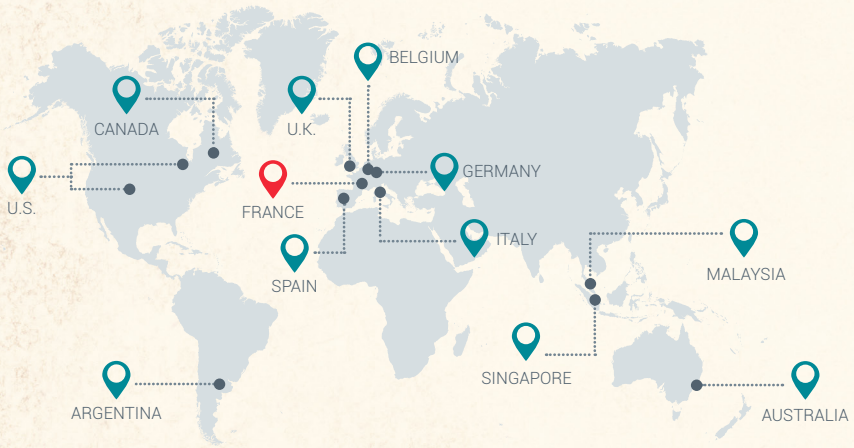 BELGIUM
CANADA
U.K.
GERMANY
U.S.
FRANCE
ITALY
SPAIN
MALAYSIA
SINGAPORE
ARGENTINA
AUSTRALIA